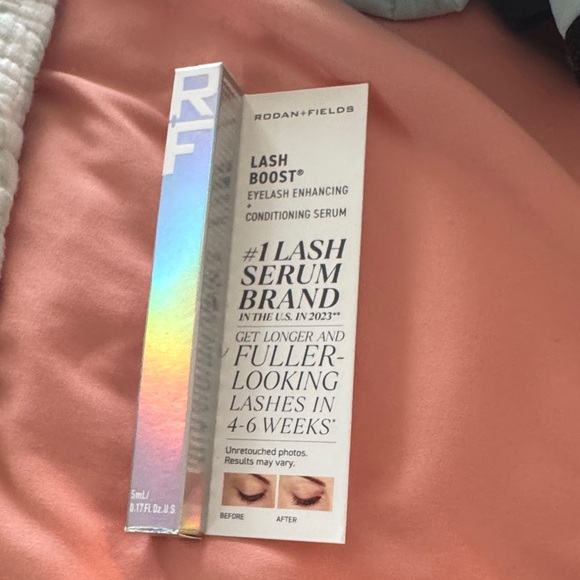 RF
5mL/
0.17 Fl. Oz. U.S.
RODAN+FIELDS
LASH
BOOST®
EYELASH ENHANCING
+
CONDITIONING SERUM
#1 LASH
SERUM
BRAND
IN THE U.S. IN 2023**
GET LONGER AND
FULLER-
LOOKING
LASHES IN
4-6 WEEKS*
Unretouched photos.
Results may vary.
BEFORE AFTER